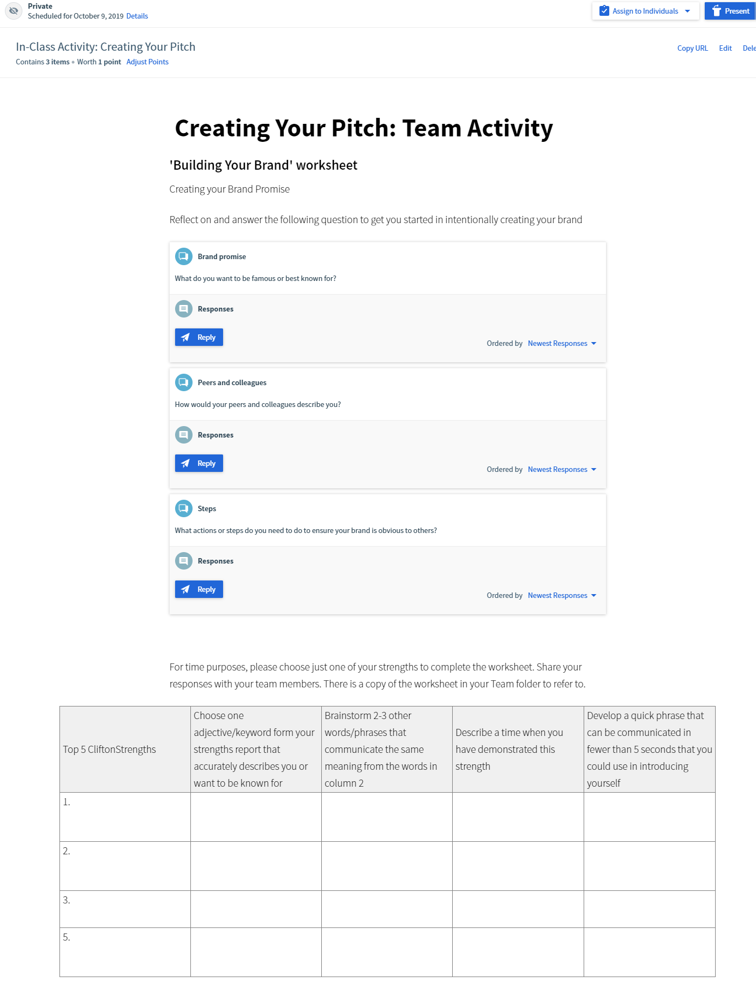 Private
Scheduled for October 9, 2019 Details
Assign to Individuals
Present
In-Class Activity: Creating Your Pitch
Contains 3 items • Worth 1 point Adjust Points
Copy URL Edit Dele
Creating Your Pitch: Team Activity
'Building Your Brand' worksheet
Creating your Brand Promise
Reflect on and answer the following question to get you started in intentionally creating your brand
Brand promise
What do you want to be famous or best known for?
Responses
Reply
Ordered by Newest Responses
Peers and colleagues
How would your peers and colleagues describe you?
Responses
Reply
Ordered by Newest Responses
Steps
What actions or steps do you need to do to ensure your brand is obvious to others?
Responses
Reply
Ordered by Newest Responses
For time purposes, please choose just one of your strengths to complete the worksheet. Share your
responses with your team members. There is a copy of the worksheet in your Team folder to refer to.
Top 5 CliftonStrengths
Choose one
adjective/keyword form your
strengths report that
accurately describes you or
want to be known for
Brainstorm 2-3 other
words/phrases that
communicate the same
meaning from the words in
column 2
Describe a time when you
have demonstrated this
strength
Develop a quick phrase that
can be communicated in
fewer than 5 seconds that you
could use in introducing
yourself
1.
2.
3.
5.